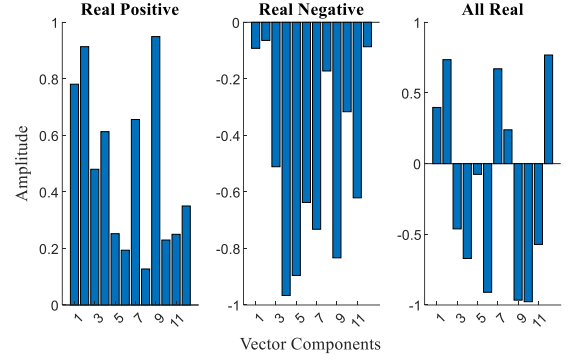 Real Positive
Real Negative
All Real
Amplitude
1
0.8
0.6
0.4
0.2
0
1 3 5 7 9 11
0
-0.2
-0.4
-0.6
-0.8
-1
1 3 5 7 9 11
1
0.5
0
-0.5
-1
1 3 5 7 9 11
Vector Components